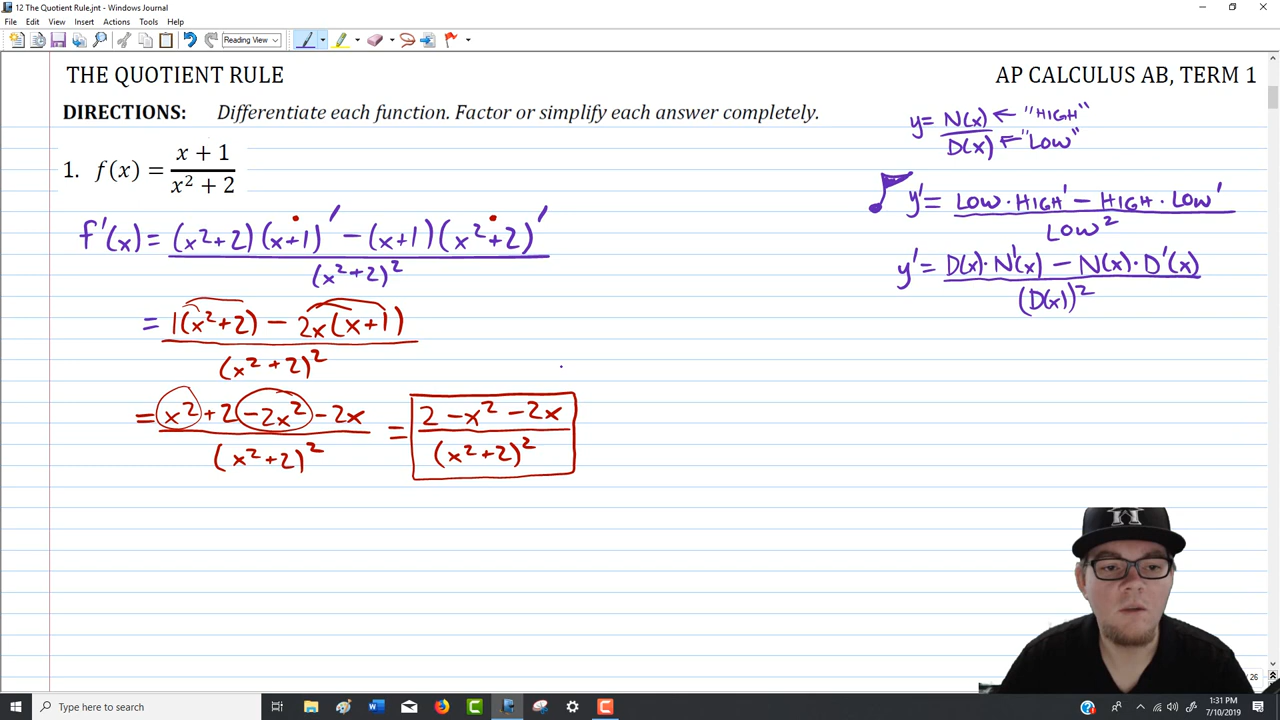 12 The Quotient Rule.jnt - Windows Journal
File Edit View Insert Actions Tools Help
Reading View
THE QUOTIENT RULE
AP CALCULUS AB, TERM 1
DIRECTIONS: Differentiate each function. Factor or simplify each answer completely.
y = N(x) ← "HIGH"
D(x) ← "LOW"
1. f(x) = x + 1
x² + 2
y' = LOW · HIGH' − HIGH · LOW'
LOW²
f'(x) = (x²+2)(x+1)' − (x+1)(x²+2)'
(x²+2)²
y' = D(x) · N'(x) − N(x) · D'(x)
(D(x))²
= 1(x²+2) − 2x(x+1)
(x²+2)²
= x² + 2 − 2x² − 2x
(x²+2)²
= 2 − x² − 2x
(x²+2)²
26
Type here to search
1:31 PM
7/10/2019